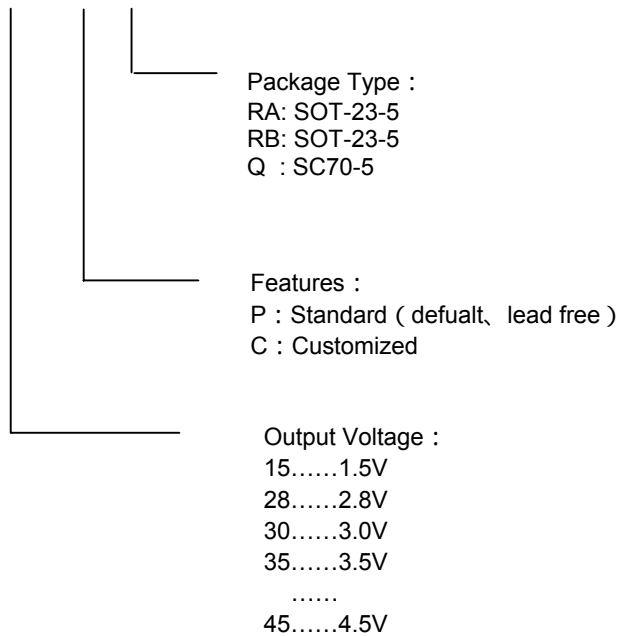 Package Type：
RA: SOT-23-5
RB: SOT-23-5
Q : SC70-5
Features：
P：Standard（defualt、lead free）
C：Customized
Output Voltage：
15……1.5V
28……2.8V
30……3.0V
35……3.5V
……
45……4.5V